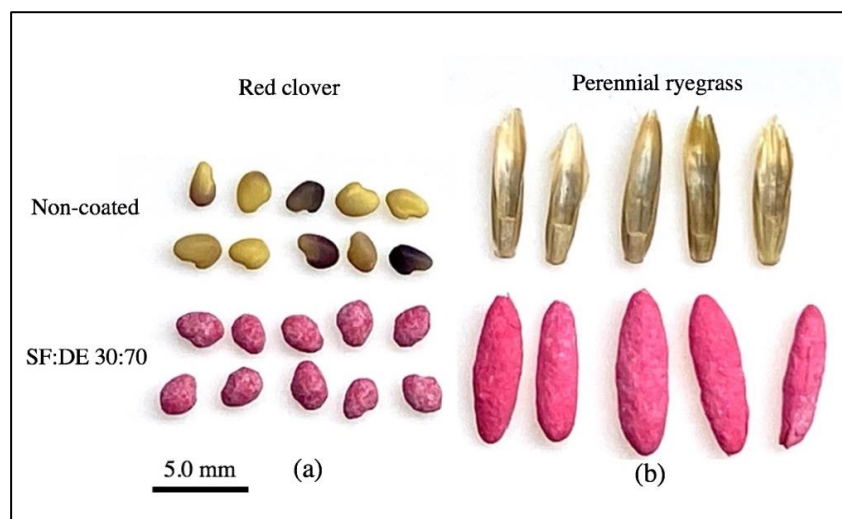 Red clover
Perennial ryegrass
Non-coated
SF:DE 30:70
5.0 mm
(a)
(b)